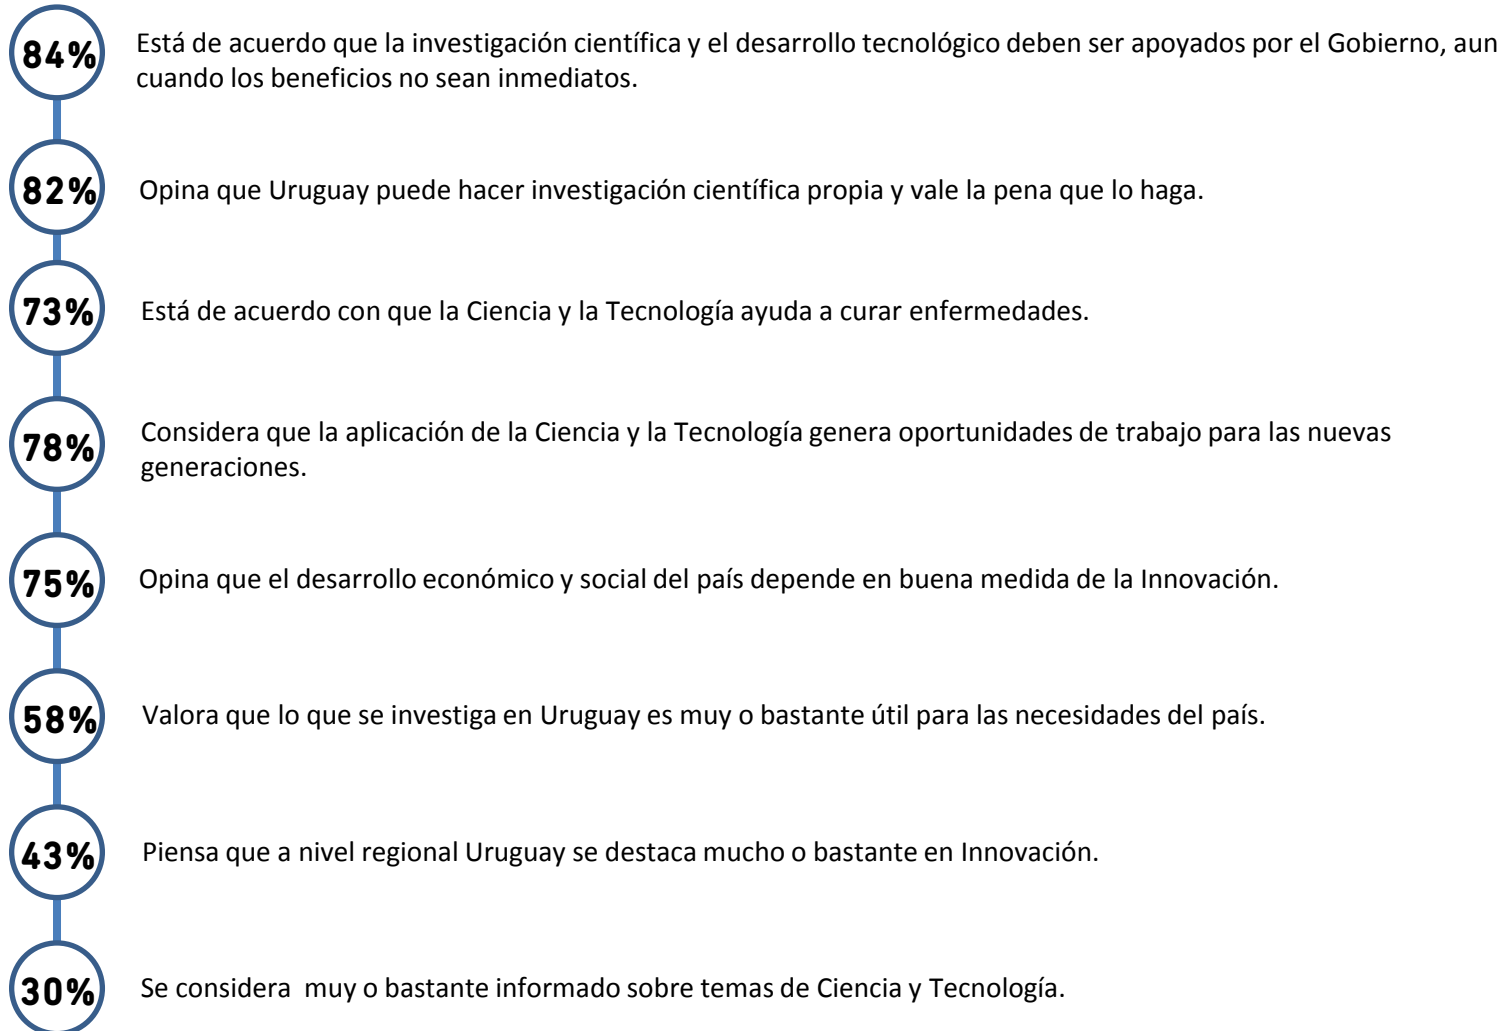 84%
Está de acuerdo que la investigación científica y el desarrollo tecnológico deben ser apoyados por el Gobierno, aun
cuando los beneficios no sean inmediatos.
82%
Opina que Uruguay puede hacer investigación científica propia y vale la pena que lo haga.
73%
Está de acuerdo con que la Ciencia y la Tecnología ayuda a curar enfermedades.
78%
Considera que la aplicación de la Ciencia y la Tecnología genera oportunidades de trabajo para las nuevas
generaciones.
75%
Opina que el desarrollo económico y social del país depende en buena medida de la Innovación.
58%
Valora que lo que se investiga en Uruguay es muy o bastante útil para las necesidades del país.
43%
Piensa que a nivel regional Uruguay se destaca mucho o bastante en Innovación.
30%
Se considera  muy o bastante informado sobre temas de Ciencia y Tecnología.